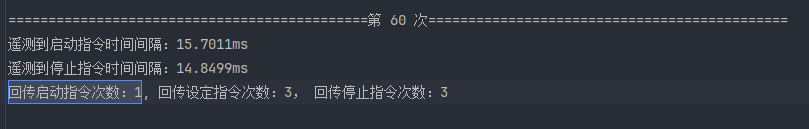 =============================================第 60 次=============================================
遥测到启动指令时间间隔：15.7011ms
遥测到停止指令时间间隔：14.8499ms
回传启动指令次数：1, 回传设定指令次数：3， 回传停止指令次数：3